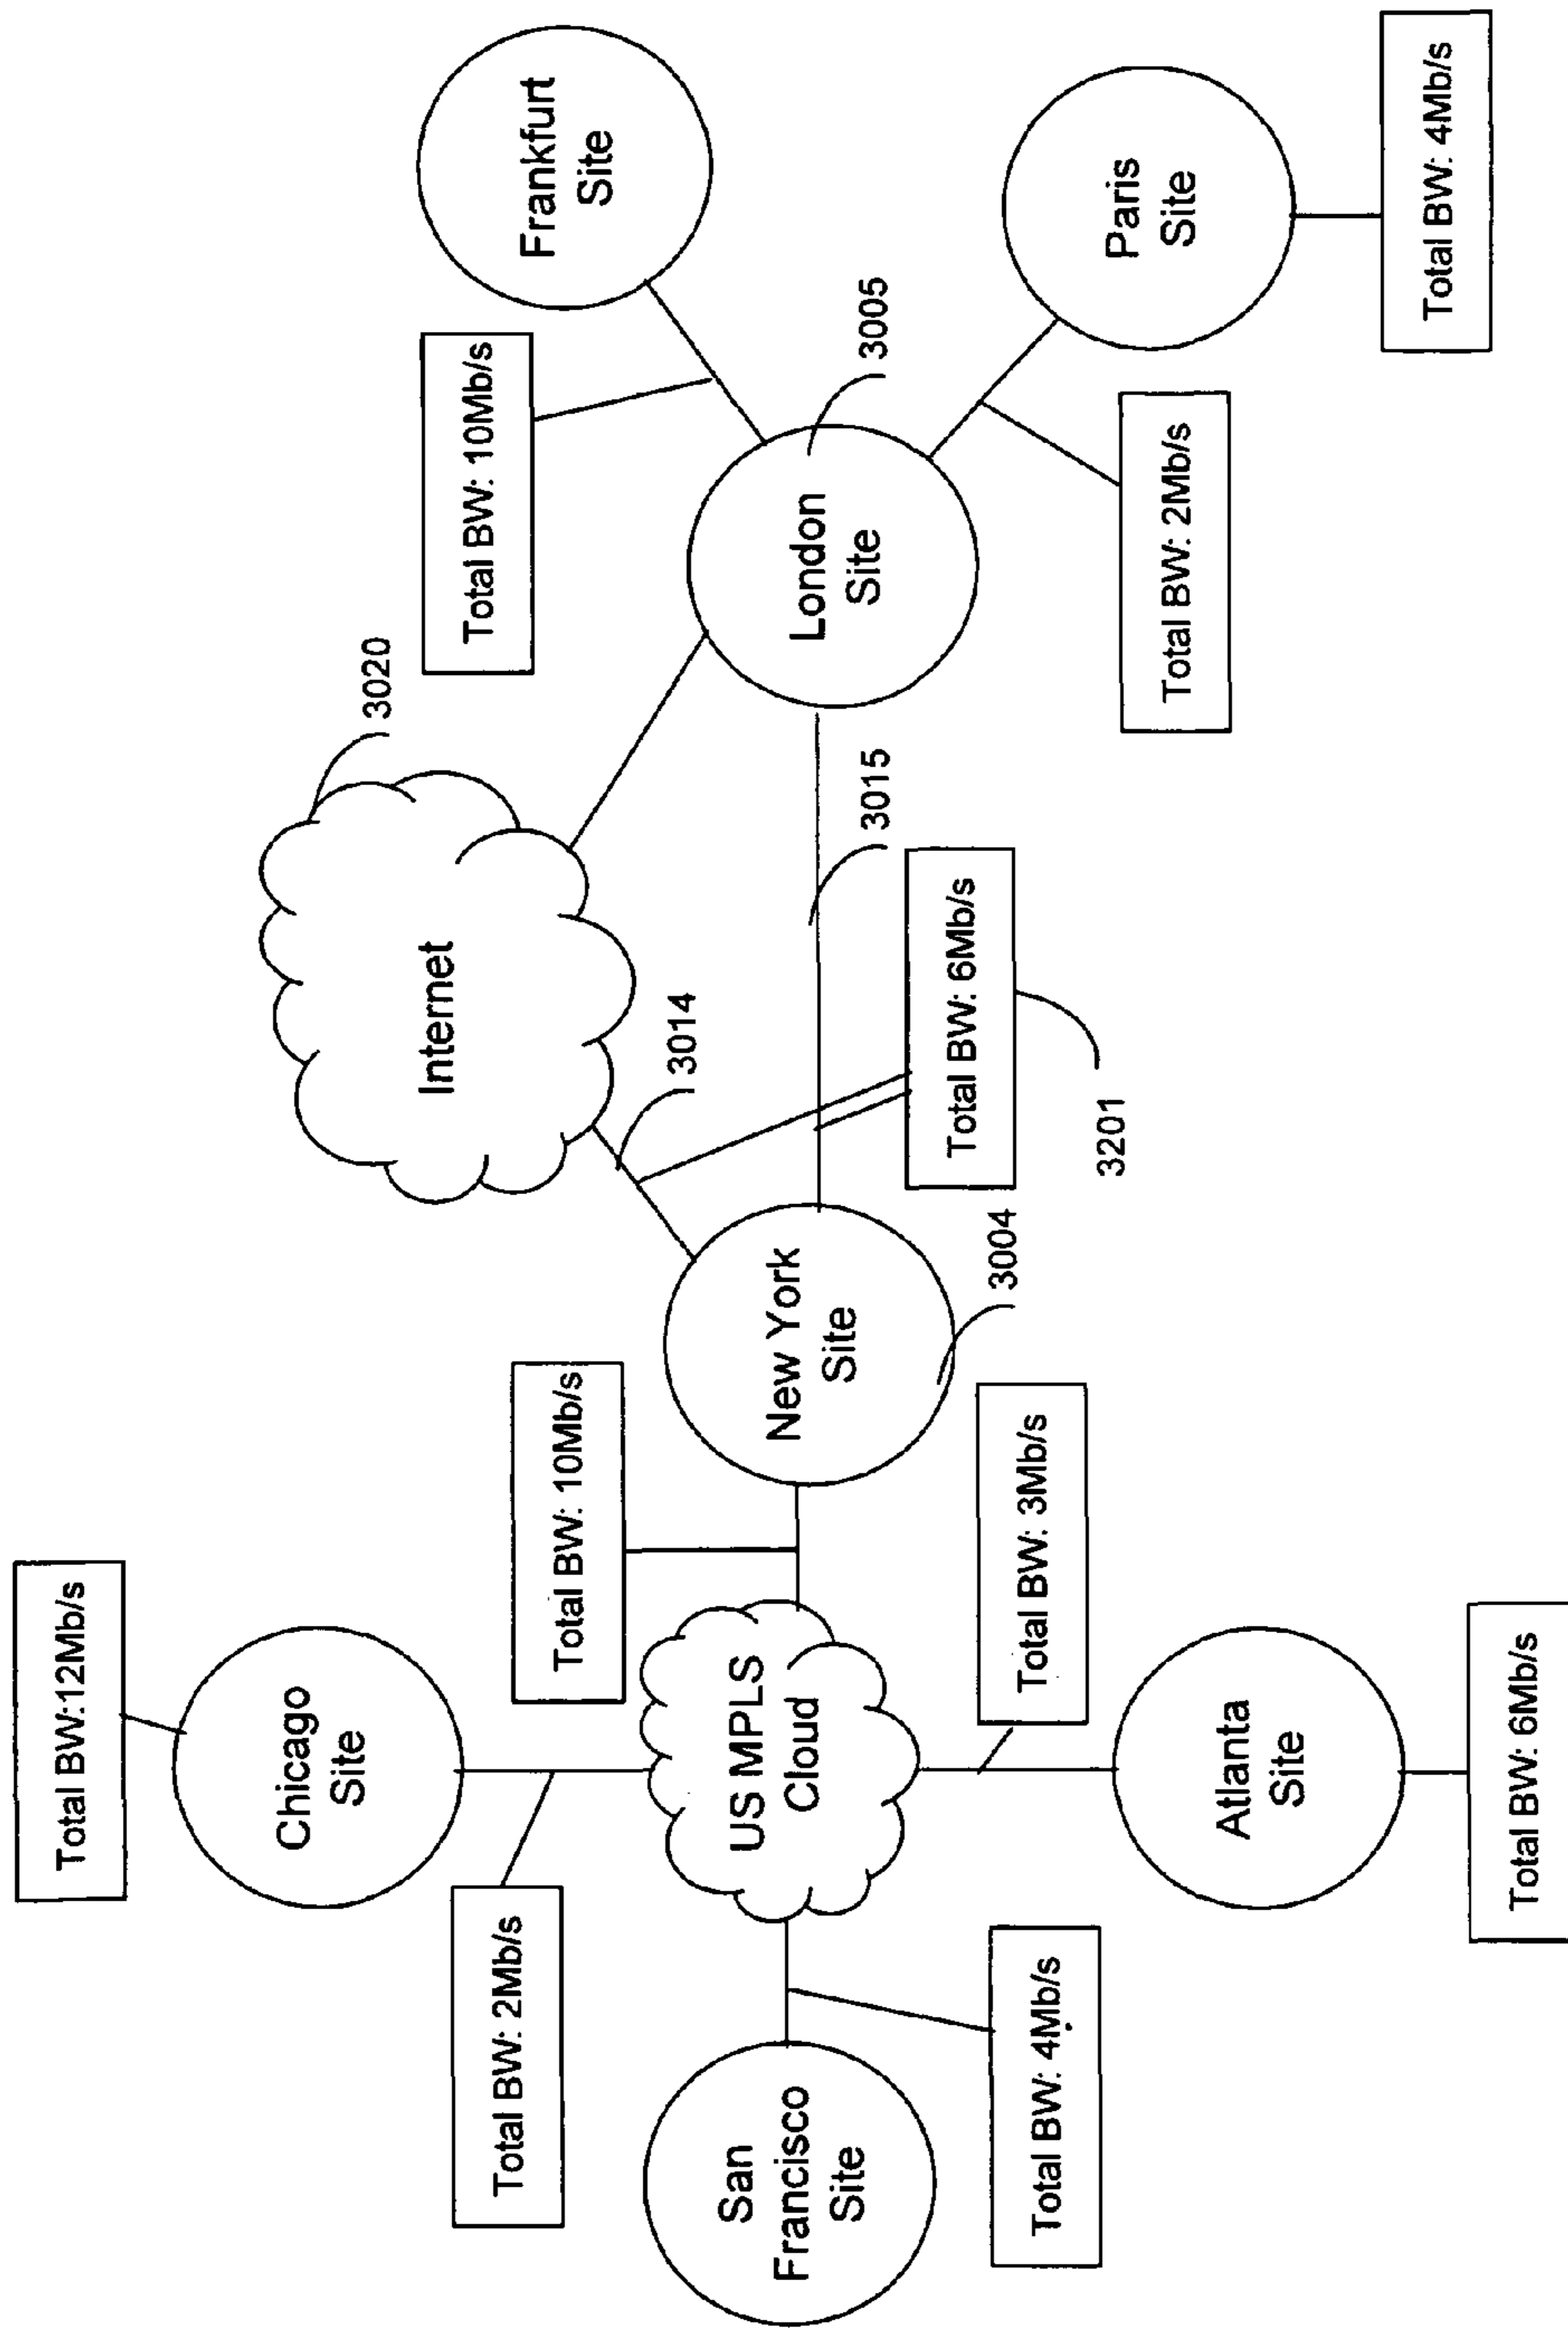 Total BW:12Mb/s
Chicago
Site
Total BW: 2Mb/s
Total BW: 10Mb/s
San
Francisco
Site
US MPLS
Cloud
New York
Site
3004
Total BW: 4Mb/s
Total BW: 3Mb/s
Atlanta
Site
Total BW: 6Mb/s
Internet
3020
3014
3015
Total BW: 6Mb/s
3201
London
Site
3005
Total BW: 10Mb/s
Frankfurt
Site
Total BW: 2Mb/s
Paris
Site
Total BW: 4Mb/s